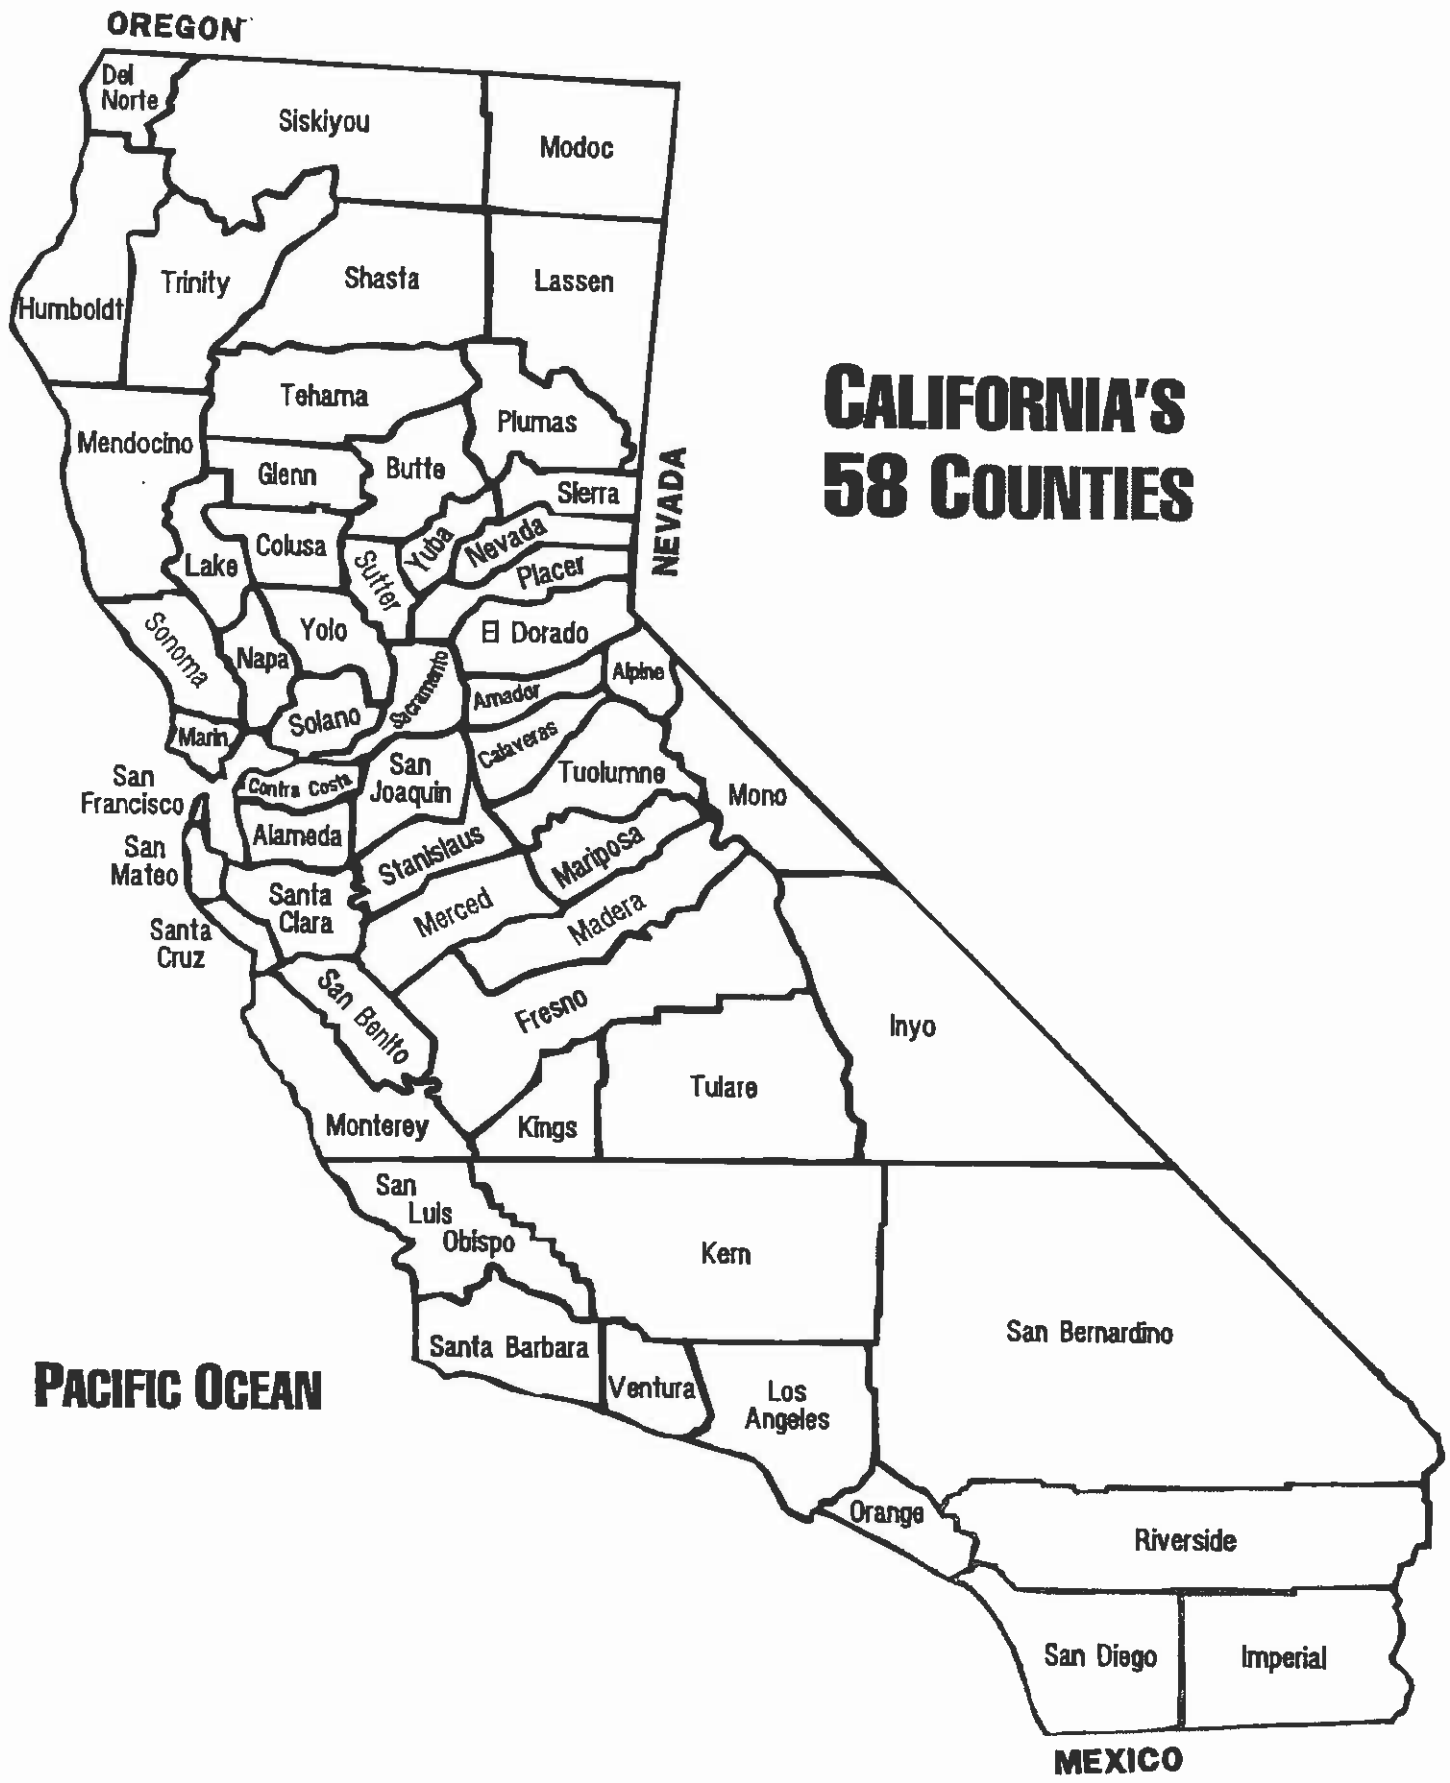 OREGON
Del
Norte
Siskiyou
Modoc
Humboldt
Trinity
Shasta
Lassen
Tehama
Plumas
Mendocino
Glenn
Butte
Sierra
Lake
Colusa
Sutter
Yuba
Nevada
Placer
NEVADA
CALIFORNIA'S
58 COUNTIES
Sonoma
Napa
Yolo
El Dorado
Sacramento
Amador
Alpine
Marin
Solano
Calaveras
San
Francisco
Contra Costa
San
Joaquin
Tuolumne
Mono
San
Mateo
Alameda
Stanislaus
Mariposa
Santa
Clara
Merced
Madera
Santa
Cruz
San Benito
Fresno
Inyo
Monterey
Kings
Tulare
San
Luis
Obispo
Kern
San Bernardino
Santa Barbara
Ventura
Los
Angeles
PACIFIC OCEAN
Orange
Riverside
San Diego
Imperial
MEXICO